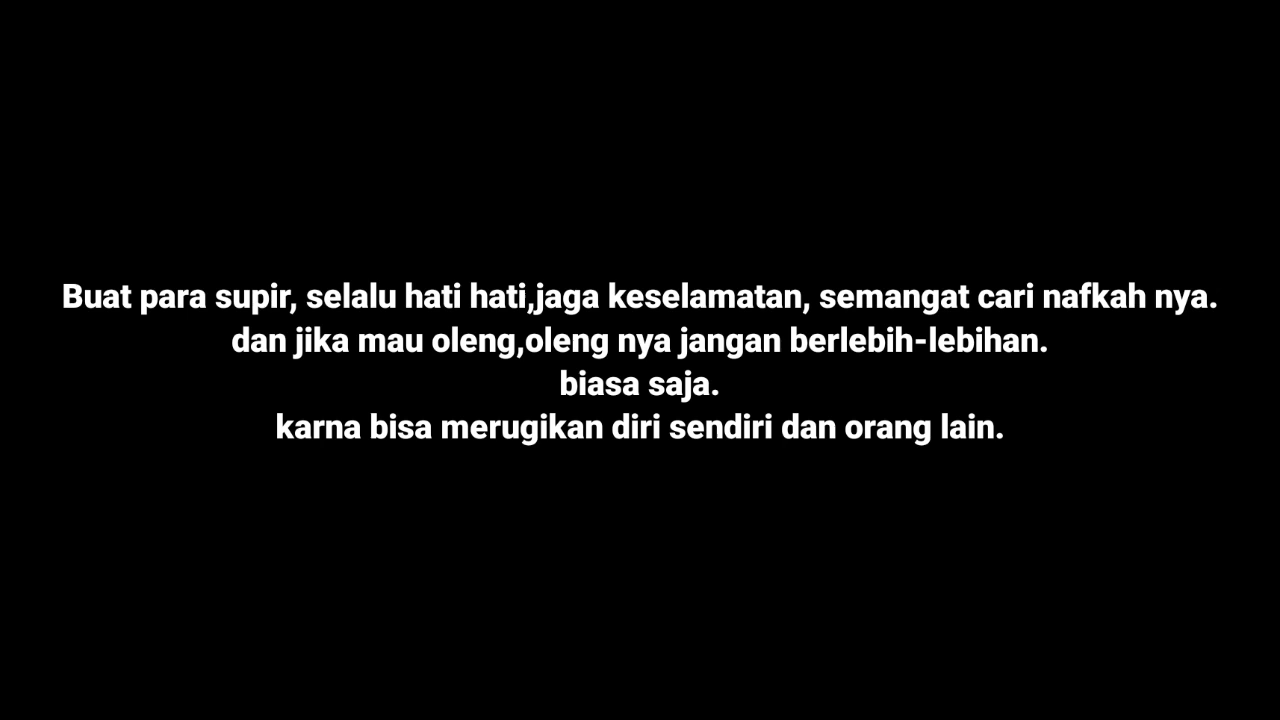 Buat para supir, selalu hati hati,jaga keselamatan, semangat cari nafkah nya.
dan jika mau oleng,oleng nya jangan berlebih-lebihan.
biasa saja.
karna bisa merugikan diri sendiri dan orang lain.